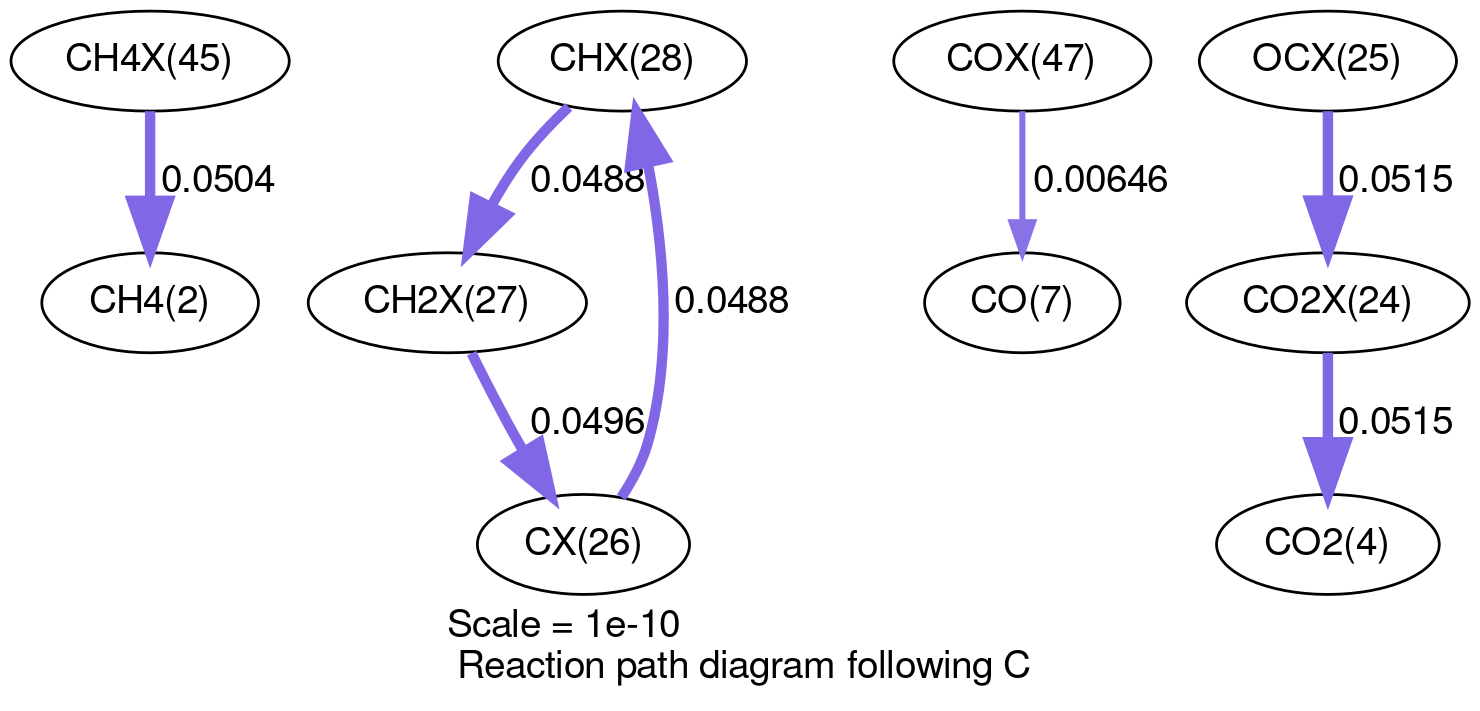 CH4X(45)
CHX(28)
COX(47)
OCX(25)
0.0504
0.0488
0.00646
0.0515
CH4(2)
CH2X(27)
0.0488
CO(7)
CO2X(24)
0.0496
0.0515
CX(26)
CO2(4)
Scale = 1e-10
Reaction path diagram following C